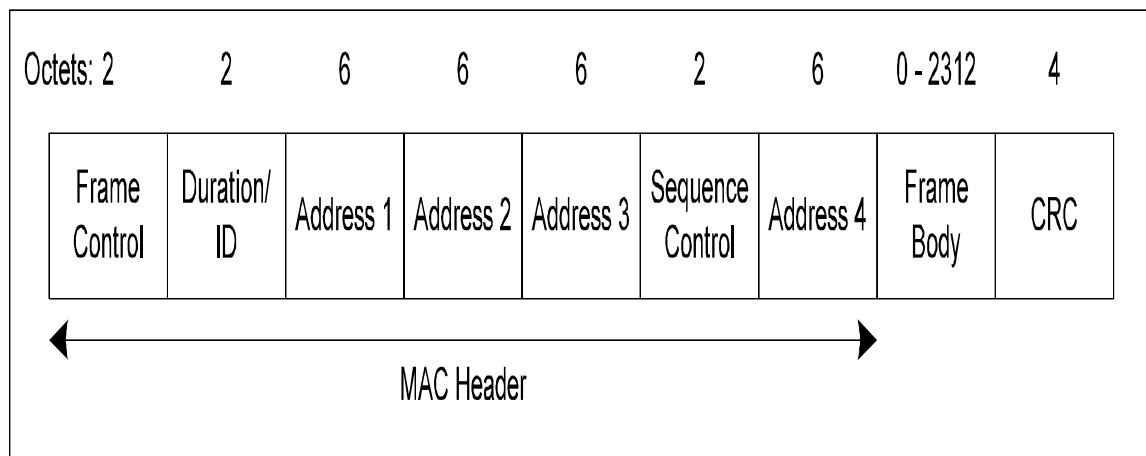 Octets: 2 2 6 6 6 2 6 0 - 2312 4
Frame Control
Duration/ ID
Address 1
Address 2
Address 3
Sequence Control
Address 4
Frame Body
CRC
MAC Header